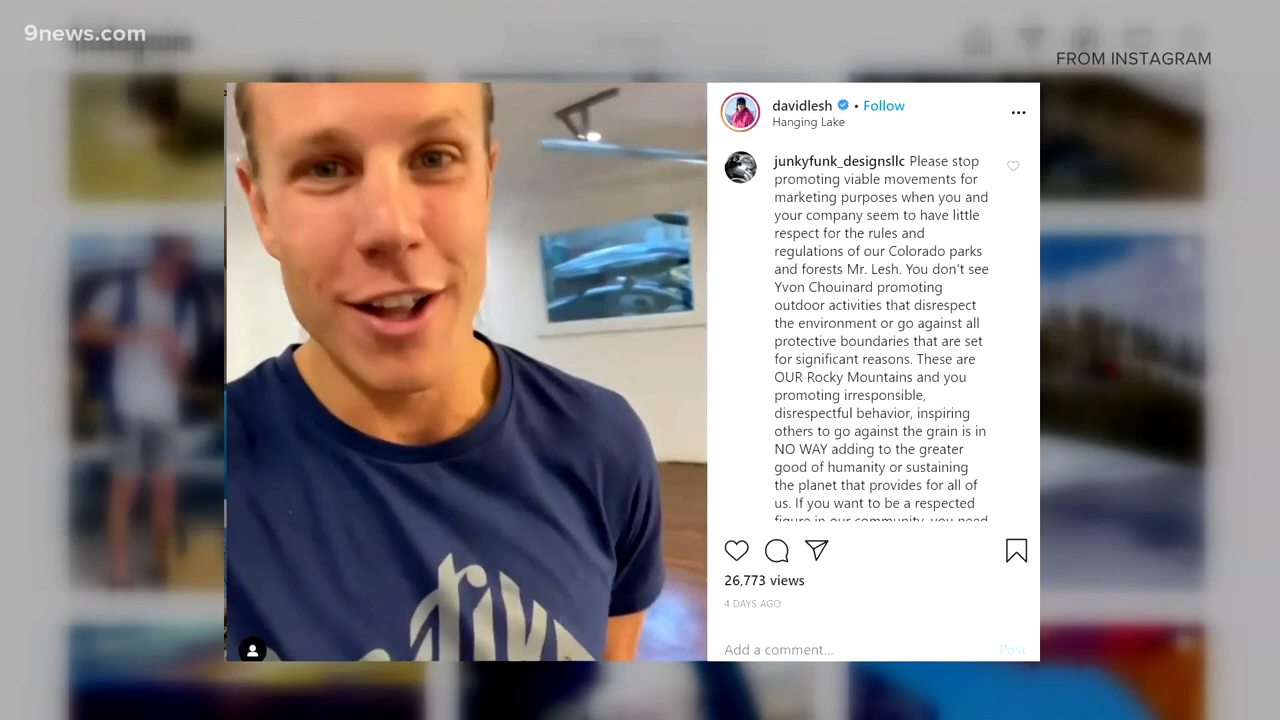 9news.com
FROM INSTAGRAM
davidlesh • Follow
Hanging Lake
junkyfunk_designsllc Please stop
promoting viable movements for
marketing purposes when you and
your company seem to have little
respect for the rules and
regulations of our Colorado parks
and forests Mr. Lesh. You don't see
Yvon Chouinard promoting
outdoor activities that disrespect
the environment or go against all
protective boundaries that are set
for significant reasons. These are
OUR Rocky Mountains and you
promoting irresponsible,
disrespectful behavior, inspiring
others to go against the grain is in
NO WAY adding to the greater
good of humanity or sustaining
the planet that provides for all of
us. If you want to be a respected
figure in our community, you need
26,773 views
4 DAYS AGO
Add a comment...
Post